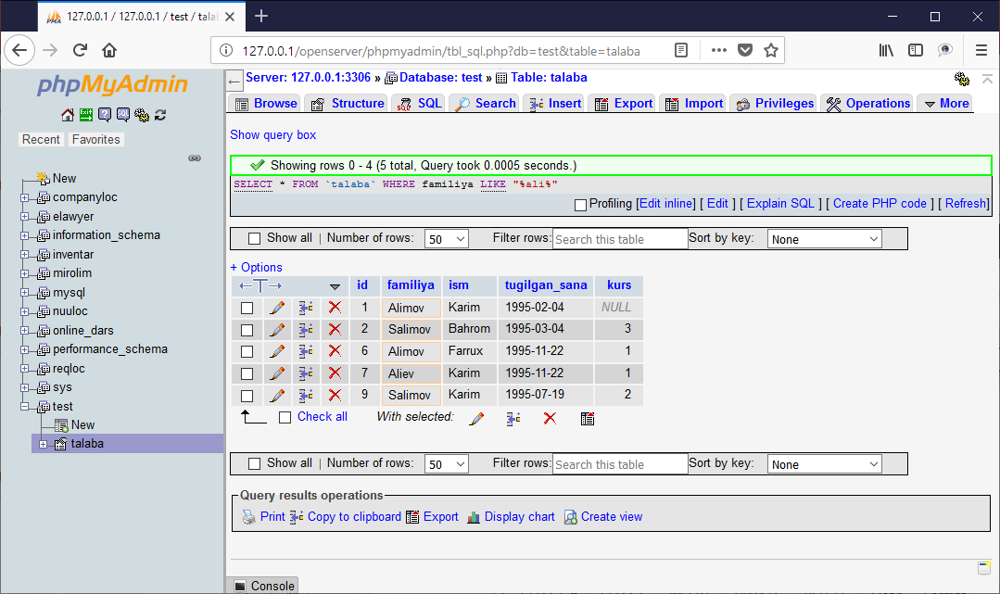 127.0.0.1 / 127.0.0.1 / test / tala
127.0.0.1/openserver/phpmyadmin/tbl_sql.php?db=test&table=talaba
phpMyAdmin
Recent Favorites
New
companyloc
elawyer
information_schema
inventar
mirolim
mysql
nuuloc
online_dars
performance_schema
reqloc
sys
test
New
talaba
Server: 127.0.0.1:3306 » Database: test » Table: talaba
Browse Structure SQL Search Insert Export Import Privileges Operations More
Show query box
Showing rows 0 - 4 (5 total, Query took 0.0005 seconds.)
SELECT * FROM `talaba` WHERE familiya LIKE "%ali%"
Profiling [Edit inline] [ Edit ] [ Explain SQL ] [ Create PHP code ] [ Refresh]
Show all | Number of rows: 50 Filter rows: Search this table Sort by key: None
+ Options
←T→ id familiya ism tugilgan_sana kurs
1 Alimov Karim 1995-02-04 NULL
2 Salimov Bahrom 1995-03-04 3
6 Alimov Farrux 1995-11-22 1
7 Aliev Karim 1995-11-22 1
9 Salimov Karim 1995-07-19 2
Check all With selected:
Show all | Number of rows: 50 Filter rows: Search this table Sort by key: None
Query results operations
Print Copy to clipboard Export Display chart Create view
Console